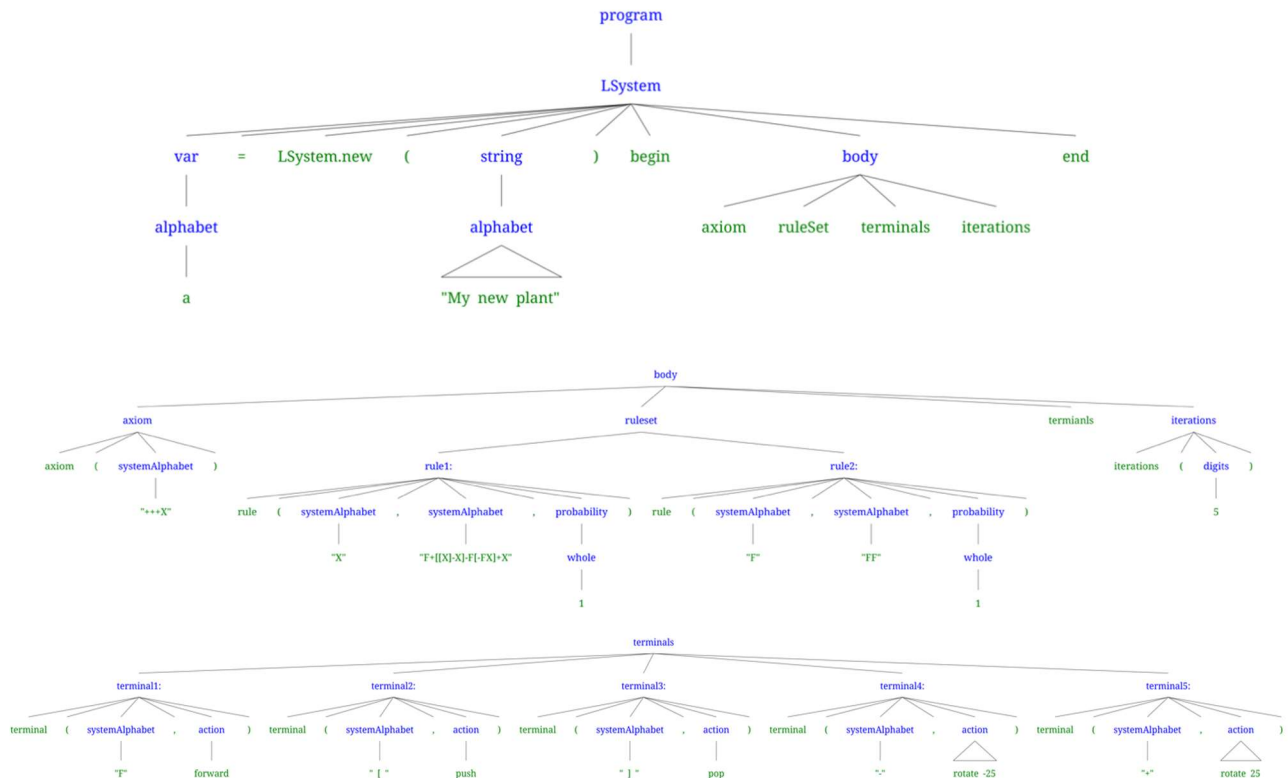 program
LSystem
var = LSystem.new ( string ) begin body end
alphabet alphabet axiom ruleSet terminals iterations
a "My new plant"
body
axiom ruleset termianls iterations
axiom ( systemAlphabet ) rule1: rule2: iterations ( digits )
"+++X" rule ( systemAlphabet , systemAlphabet , probability ) rule ( systemAlphabet , systemAlphabet , probability ) 5
"X" "F+[[X]-X]-F[-FX]+X" whole "F" "FF" whole
1 1
terminals
terminal1: terminal2: terminal3: terminal4: terminal5:
terminal ( systemAlphabet , action ) terminal ( systemAlphabet , action ) terminal ( systemAlphabet , action ) terminal ( systemAlphabet , action ) terminal ( systemAlphabet , action )
"F" forward " [ " push " ] " pop "-" rotate -25 "+" rotate 25